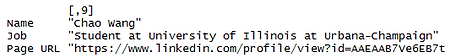 [,9]
Name "Chao Wang"
Job "Student at University of Illinois at Urbana-Champaign"
Page URL "https://www.linkedin.com/profile/view?id=AAEAAB7Ve6EB7t